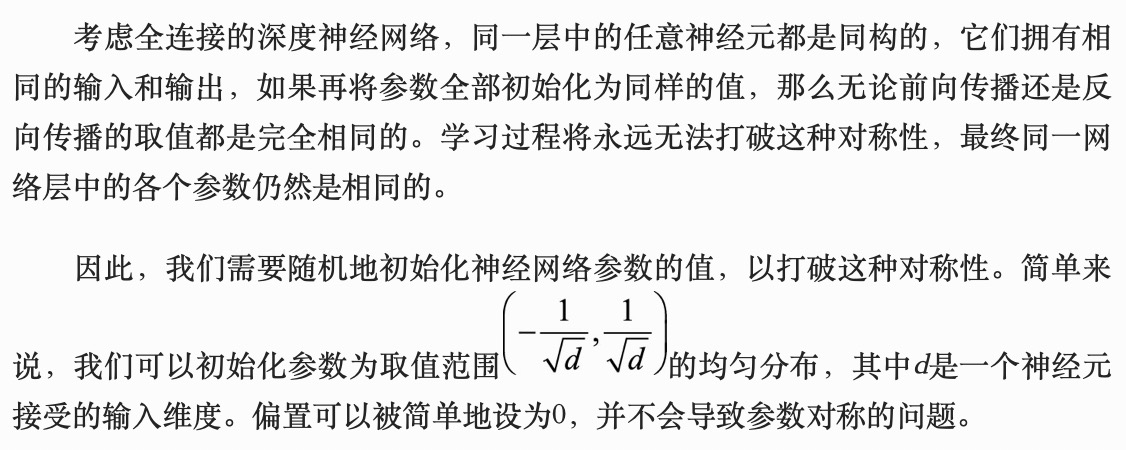 考虑全连接的深度神经网络，同一层中的任意神经元都是同构的，它们拥有相
同的输入和输出，如果再将参数全部初始化为同样的值，那么无论前向传播还是反
向传播的取值都是完全相同的。学习过程将永远无法打破这种对称性，最终同一网
络层中的各个参数仍然是相同的。
因此，我们需要随机地初始化神经网络参数的值，以打破这种对称性。简单来
说，我们可以初始化参数为取值范围(-1/√d, 1/√d)的均匀分布，其中d是一个神经元
接受的输入维度。偏置可以被简单地设为0，并不会导致参数对称的问题。